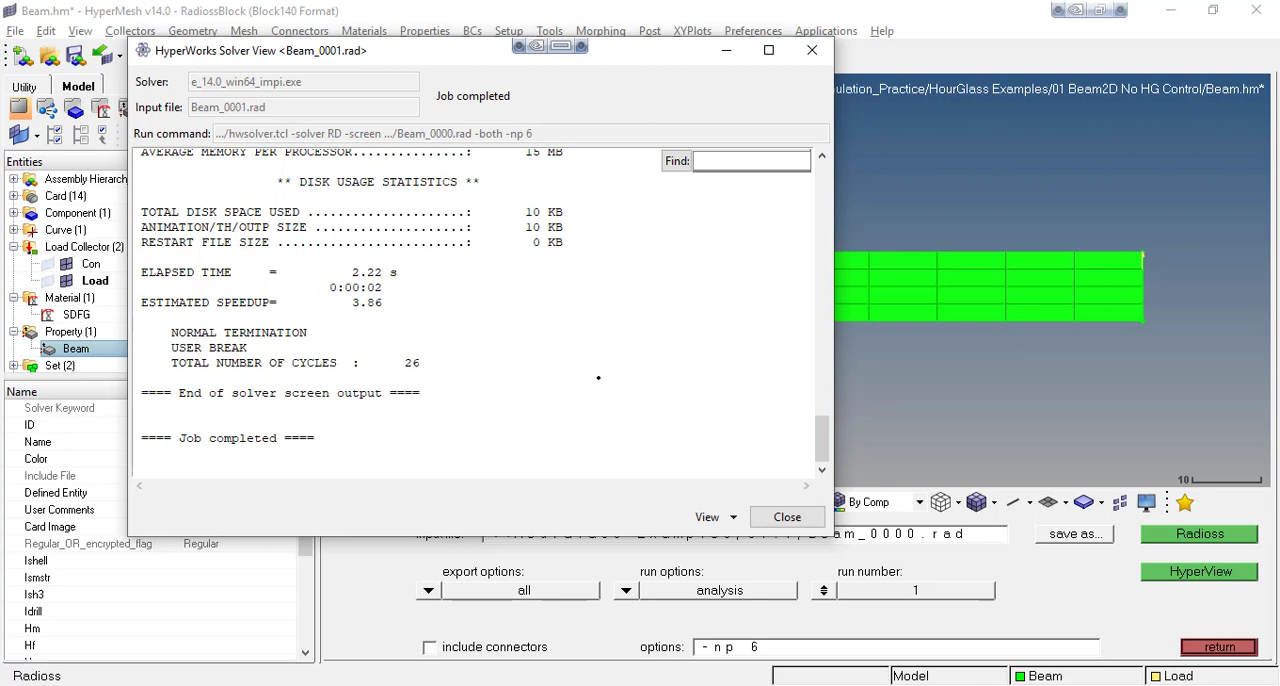 Beam.hm* - HyperMesh v14.0 - RadiossBlock (Block140 Format)
File Edit View Collectors Geometry Mesh Connectors Materials Properties BCs Setup Tools Morphing Post XYPlots Preferences Applications Help
HyperWorks Solver View <Beam_0001.rad>
Solver: e_14.0_win64_impi.exe
Input file: Beam_0001.rad
Job completed
Run command: .../hwsolver.tcl -solver RD -screen .../Beam_0000.rad -both -np 6
AVERAGE MEMORY PER PROCESSOR..............: 15 MB
Find:
** DISK USAGE STATISTICS **
TOTAL DISK SPACE USED .....................: 10 KB
ANIMATION/TH/OUTP SIZE ....................: 10 KB
RESTART FILE SIZE .........................: 0 KB
ELAPSED TIME = 2.22 s
0:00:02
ESTIMATED SPEEDUP= 3.86
NORMAL TERMINATION
USER BREAK
TOTAL NUMBER OF CYCLES : 26
==== End of solver screen output ====
==== Job completed ====
View Close
Utility Model
Entities
Assembly Hierarch
Card (14)
Component (1)
Curve (1)
Load Collector (2)
Con
Load
Material (1)
SDFG
Property (1)
Beam
Set (2)
Name
Solver Keyword
ID
Name
Color
Include File
Defined Entity
User Comments
Card Image
Regular_OR_encrypted_flag Regular
Ishell
Ismstr
Ish3
Idrill
Hm
Hf
ulation_Practice/HourGlass Examples/01 Beam2D No HG Control/Beam.hm*
10
By Comp
Beam_0000.rad
save as...
Radioss
export options: run options: run number:
HyperView
all analysis 1
include connectors
options: -np 6
return
Radioss
Model Beam Load